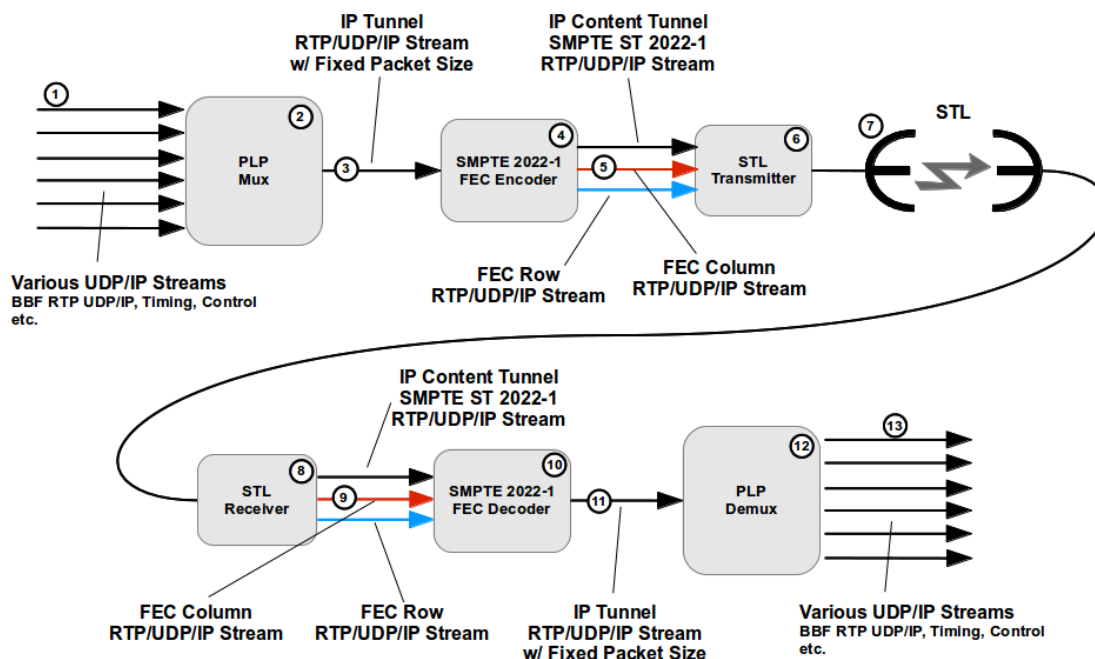 IP Tunnel
RTP/UDP/IP Stream
w/ Fixed Packet Size
IP Content Tunnel
SMPTE ST 2022-1
RTP/UDP/IP Stream
1
2
PLP
Mux
3
4
SMPTE 2022-1
FEC Encoder
5
6
STL
Transmitter
7
STL
Various UDP/IP Streams
BBF RTP UDP/IP, Timing, Control
etc.
FEC Row
RTP/UDP/IP Stream
FEC Column
RTP/UDP/IP Stream
IP Content Tunnel
SMPTE ST 2022-1
RTP/UDP/IP Stream
8
STL
Receiver
9
10
SMPTE 2022-1
FEC Decoder
11
12
PLP
Demux
13
FEC Column
RTP/UDP/IP Stream
FEC Row
RTP/UDP/IP Stream
IP Tunnel
RTP/UDP/IP Stream
w/ Fixed Packet Size
Various UDP/IP Streams
BBF RTP UDP/IP, Timing, Control
etc.